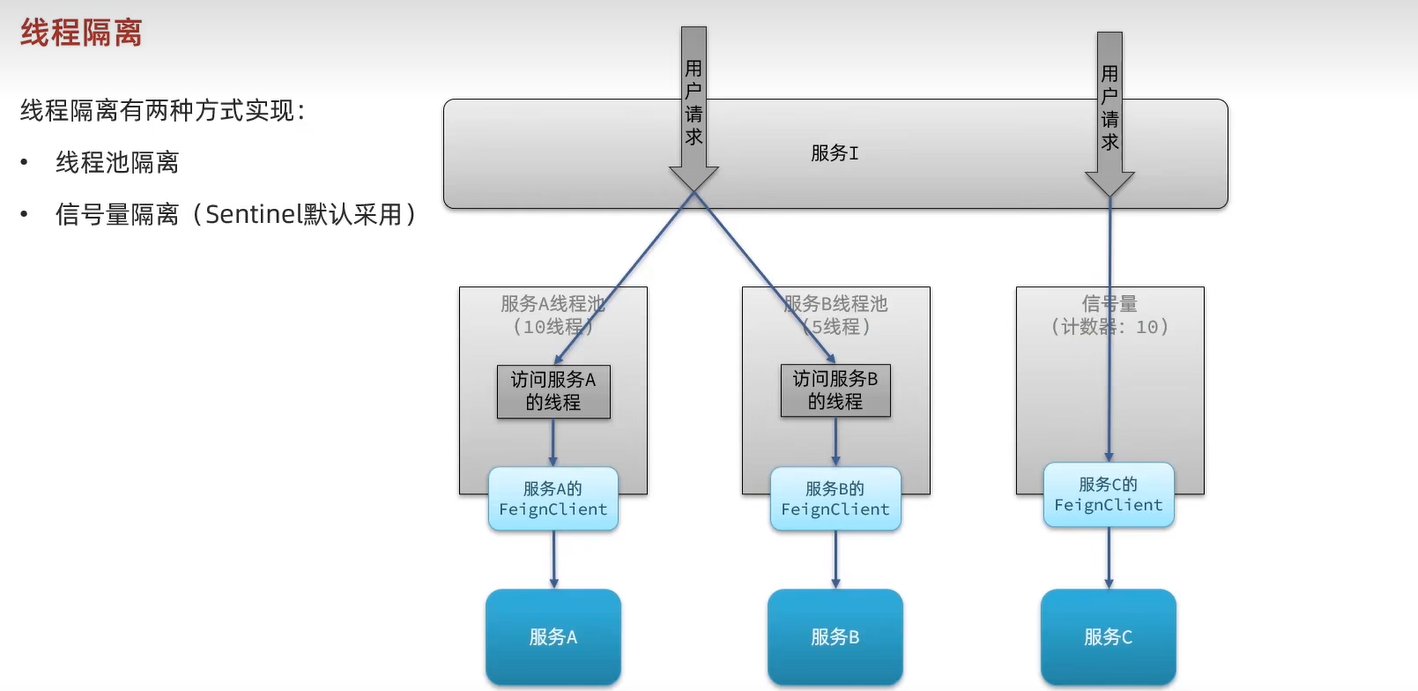 线程隔离
线程隔离有两种方式实现：
• 线程池隔离
• 信号量隔离（Sentinel默认采用）
用户请求
用户请求
服务I
服务A线程池
（10线程）
访问服务A
的线程
服务A的
FeignClient
服务A
服务B线程池
（5线程）
访问服务B
的线程
服务B的
FeignClient
服务B
信号量
（计数器：10）
服务C的
FeignClient
服务C